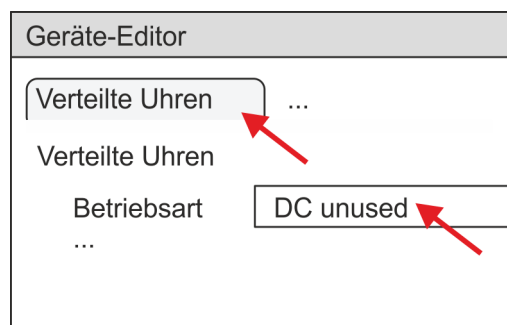 Geräte-Editor
Verteilte Uhren ...
Verteilte Uhren
Betriebsart DC unused
...